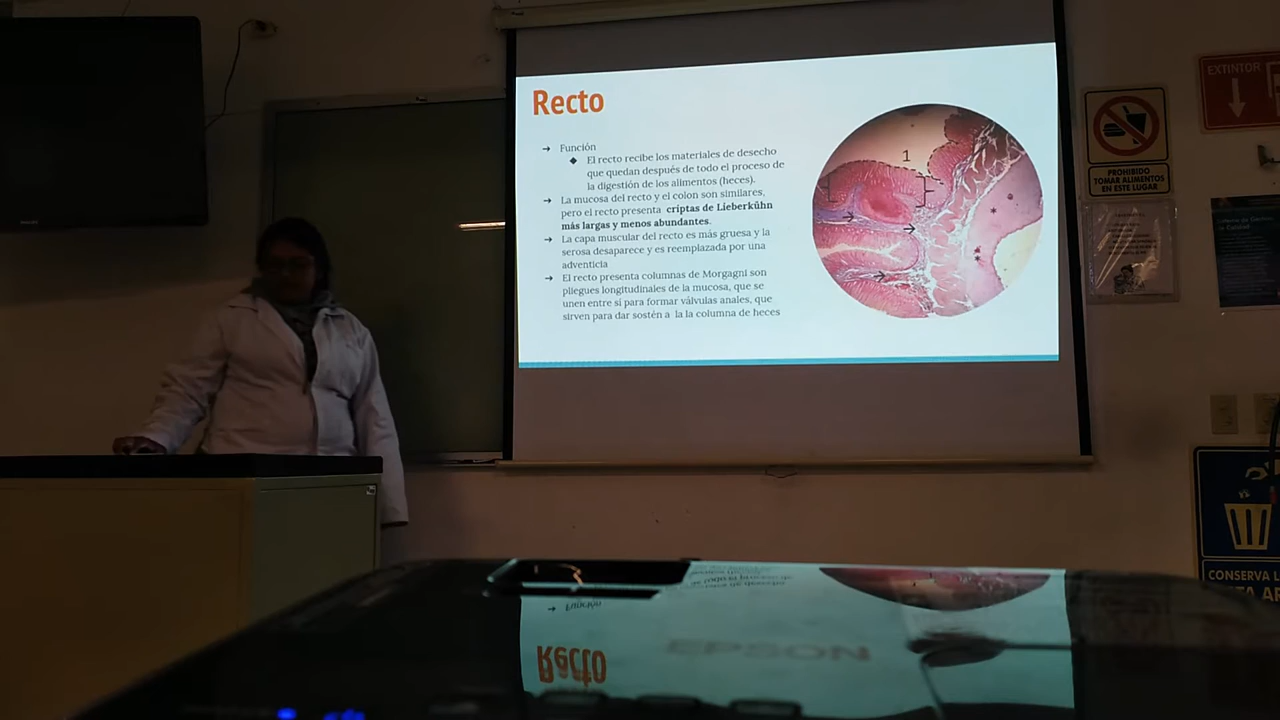 Recto
→ Función
◆ El recto recibe los materiales de desecho
que quedan después de todo el proceso de
la digestión de los alimentos (heces).
→ La mucosa del recto y el colon son similares,
pero el recto presenta criptas de Lieberkühn
más largas y menos abundantes.
→ La capa muscular del recto es más gruesa y la
serosa desaparece y es reemplazada por una
adventicia
→ El recto presenta columnas de Morgagni son
pliegues longitudinales de la mucosa, que se
unen entre sí para formar válvulas anales, que
sirven para dar sostén a la la columna de heces
1
EXTINTOR
PROHIBIDO
TOMAR ALIMENTOS
EN ESTE LUGAR
CONSERVA
EPSON
Función
Recto